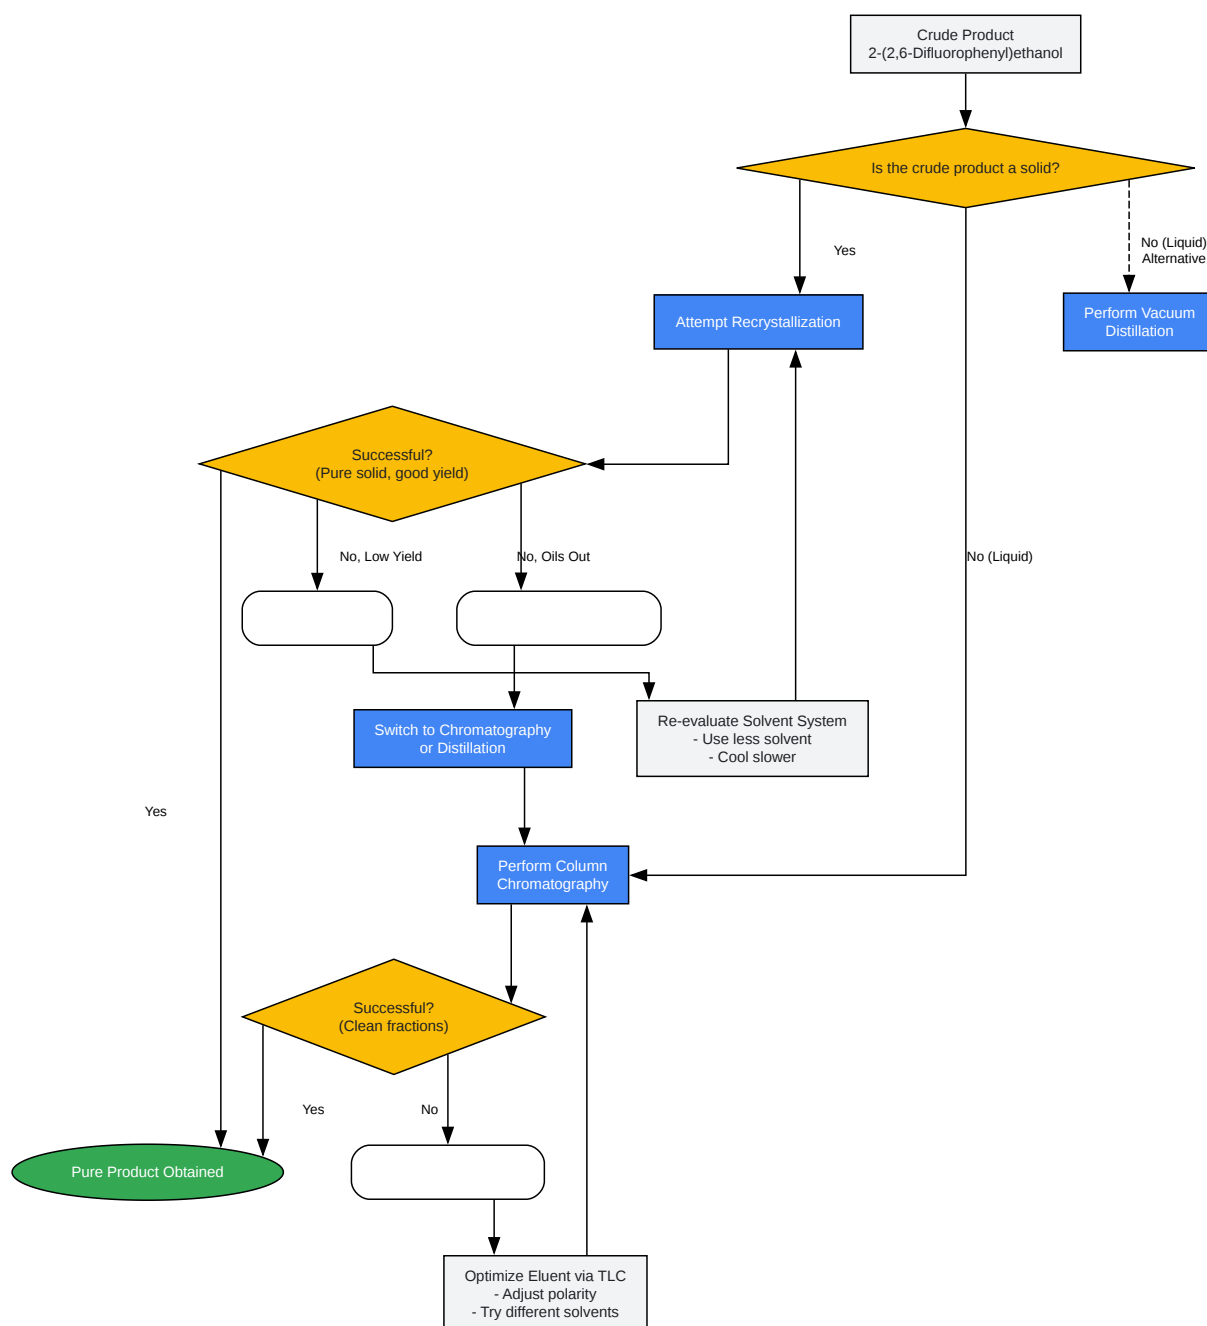 Crude Product
2-(2,6-Difluorophenyl)ethanol
Is the crude product a solid?
Yes
No (Liquid)
Alternative
Attempt Recrystallization
Perform Vacuum
Distillation
Successful?
(Pure solid, good yield)
No, Low Yield
No, Oils Out
No (Liquid)
Switch to Chromatography
or Distillation
Re-evaluate Solvent System
- Use less solvent
- Cool slower
Yes
Perform Column
Chromatography
Successful?
(Clean fractions)
Yes
No
Pure Product Obtained
Optimize Eluent via TLC
- Adjust polarity
- Try different solvents